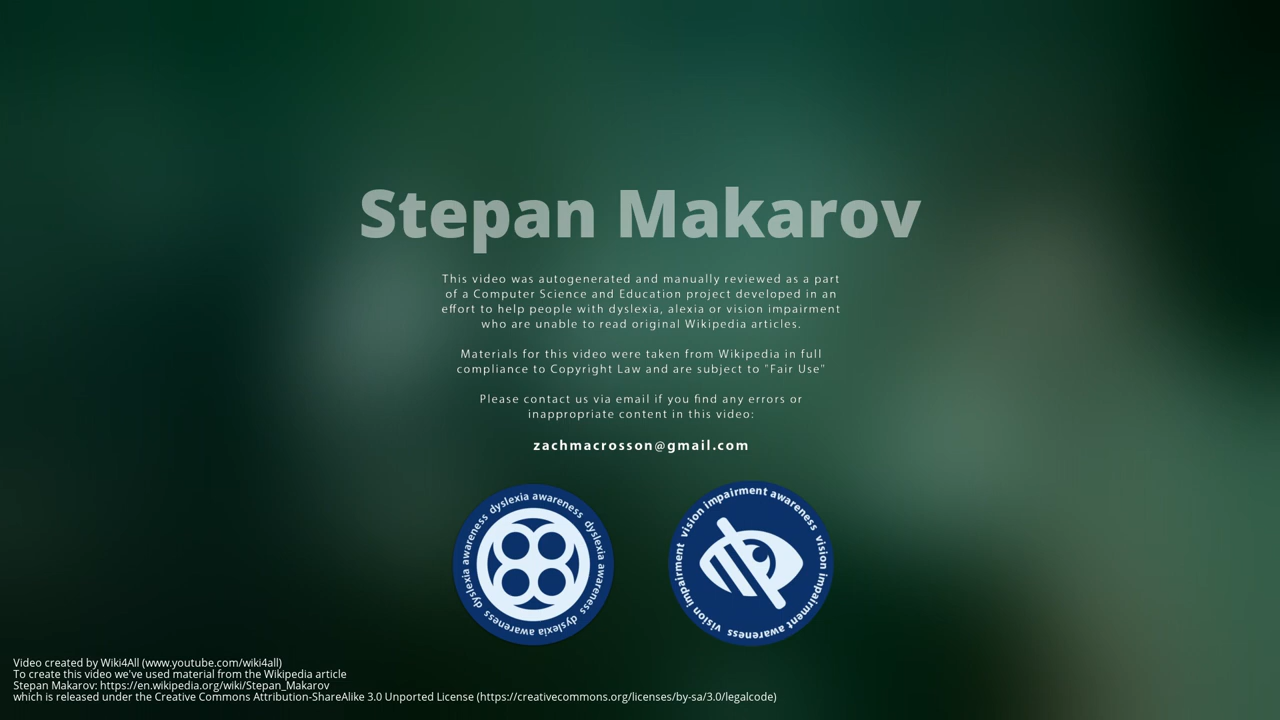 Stepan Makarov
This video was autogenerated and manually reviewed as a part
of a Computer Science and Education project developed in an
effort to help people with dyslexia, alexia or vision impairment
who are unable to read original Wikipedia articles.
Materials for this video were taken from Wikipedia in full
compliance to Copyright Law and are subject to "Fair Use"
Please contact us via email if you find any errors or
inappropriate content in this video:
zachmacrosson@gmail.com
dyslexia awareness dyslexia awareness dyslexia awareness dyslexia awareness
vision impairment awareness vision impairment awareness vision impairment
Video created by Wiki4All (www.youtube.com/wiki4all)
To create this video we've used material from the Wikipedia article
Stepan Makarov: https://en.wikipedia.org/wiki/Stepan_Makarov
which is released under the Creative Commons Attribution-ShareAlike 3.0 Unported License (https://creativecommons.org/licenses/by-sa/3.0/legalcode)